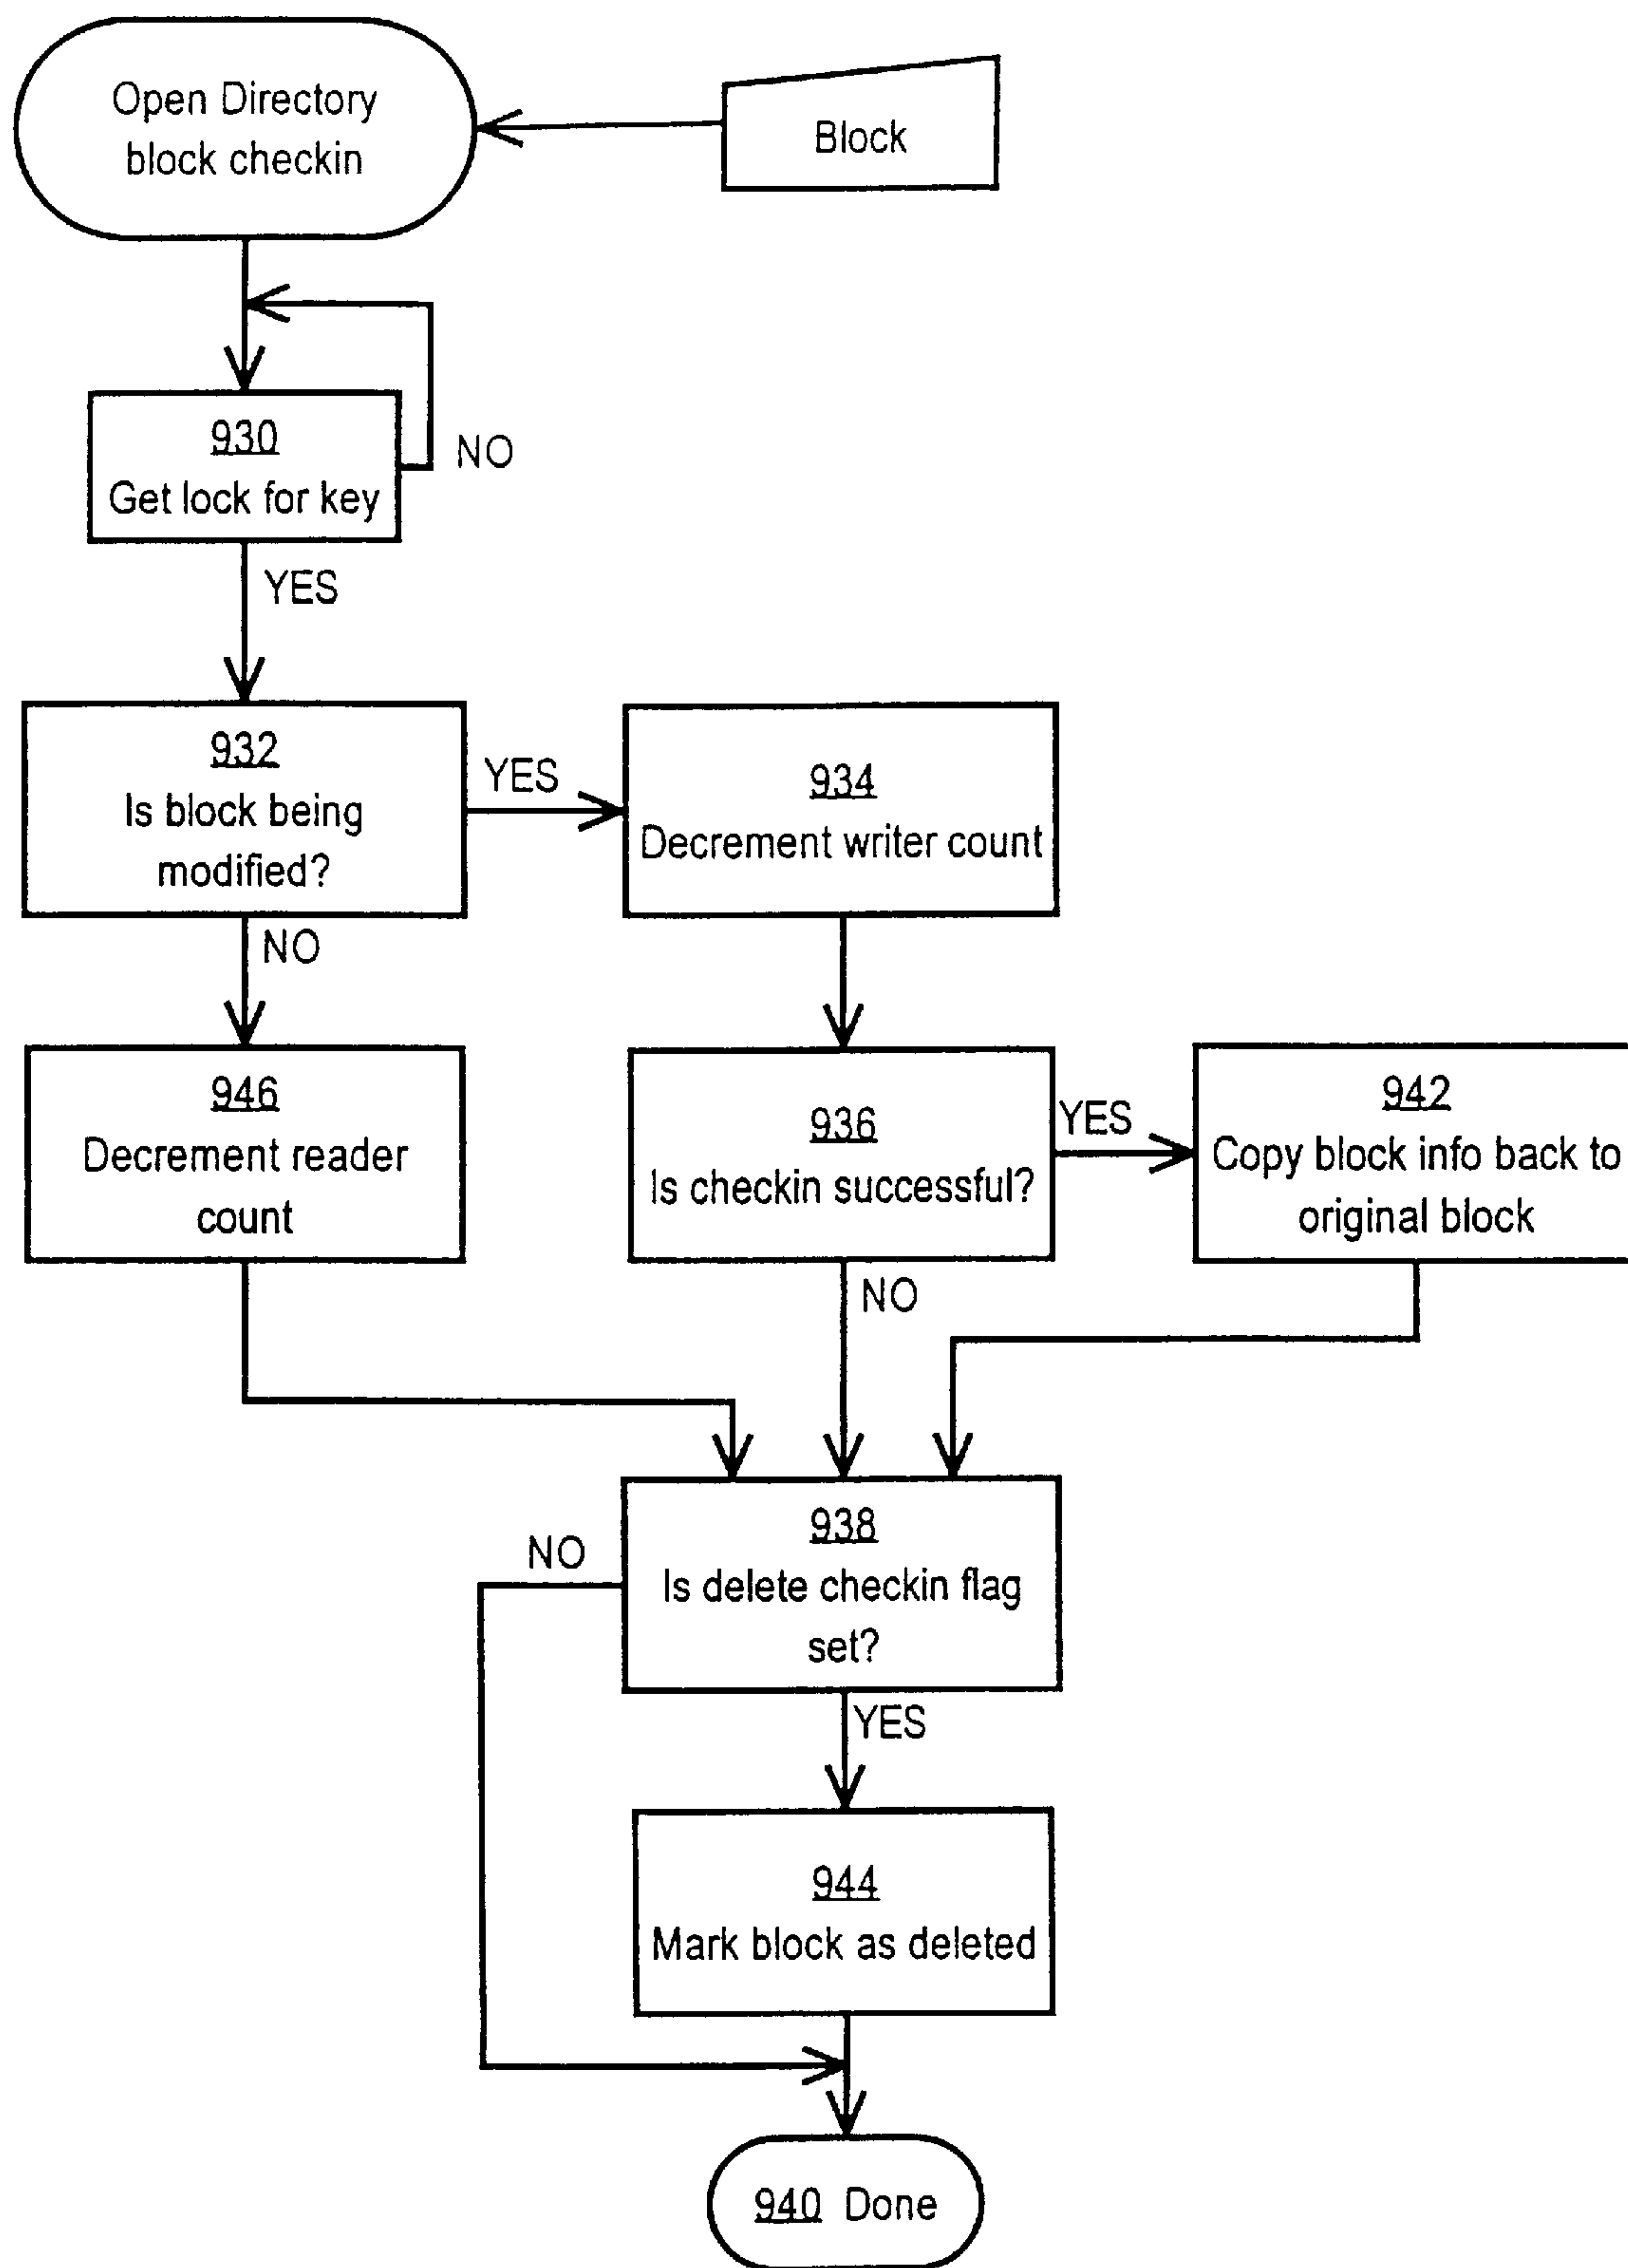 Open Directory
block checkin
Block
930
Get lock for key
NO
YES
932
Is block being
modified?
YES
934
Decrement writer count
NO
946
Decrement reader
count
936
Is checkin successful?
YES
942
Copy block info back to
original block
NO
938
Is delete checkin flag
set?
NO
YES
944
Mark block as deleted
940 Done